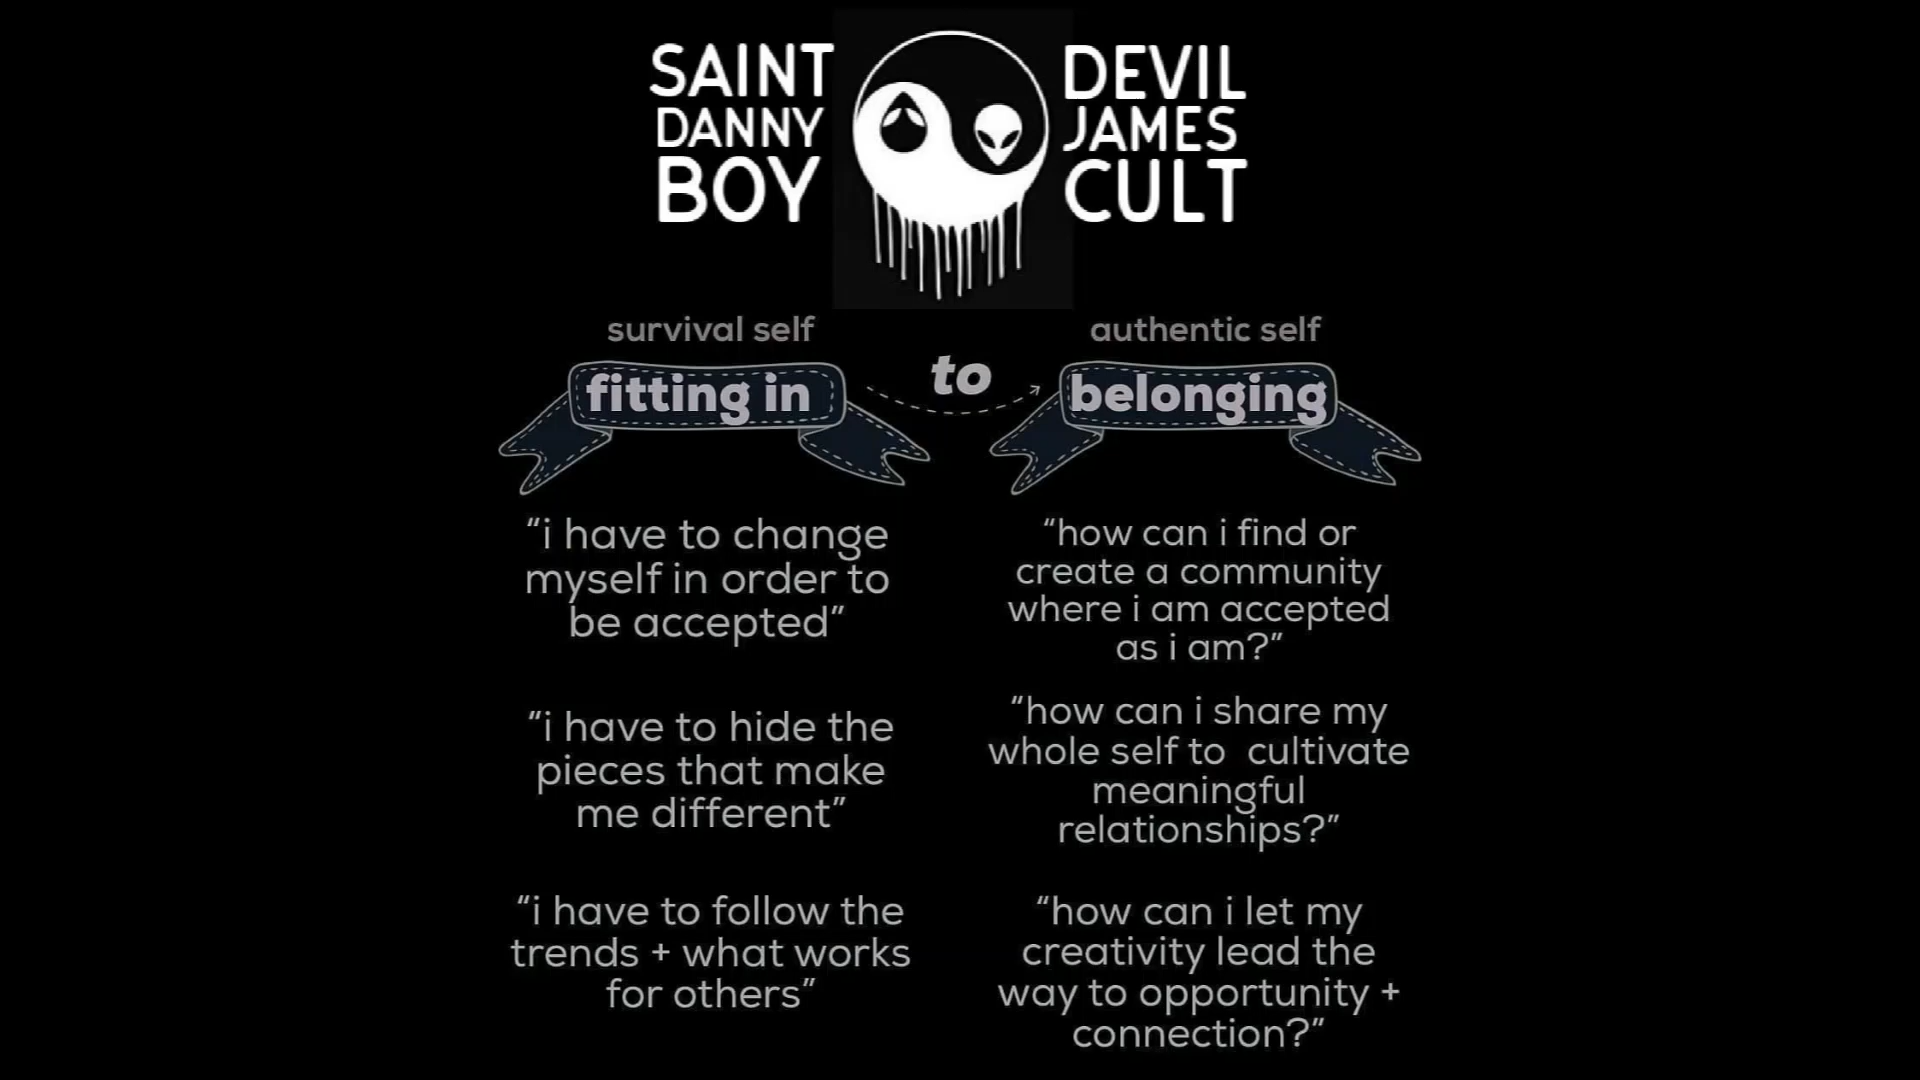 SAINT
DANNY
BOY
DEVIL
JAMES
CULT
survival self
fitting in
to
authentic self
belonging
“i have to change
myself in order to
be accepted”
“how can i find or
create a community
where i am accepted
as i am?”
“i have to hide the
pieces that make
me different”
“how can i share my
whole self to  cultivate
meaningful
relationships?”
“i have to follow the
trends + what works
for others”
“how can i let my
creativity lead the
way to opportunity +
connection?”